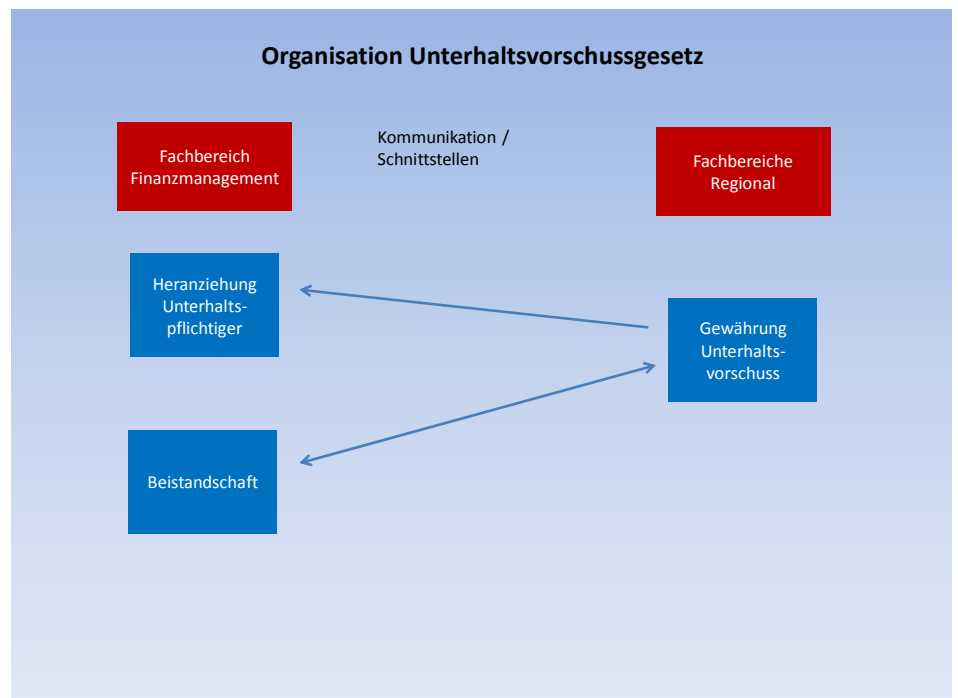 Organisation Unterhaltsvorschussgesetz
Fachbereich
Finanzmanagement
Kommunikation /
Schnittstellen
Fachbereiche
Regional
Heranziehung
Unterhalts-
pflichtiger
Gewährung
Unterhalts-
vorschuss
Beistandschaft